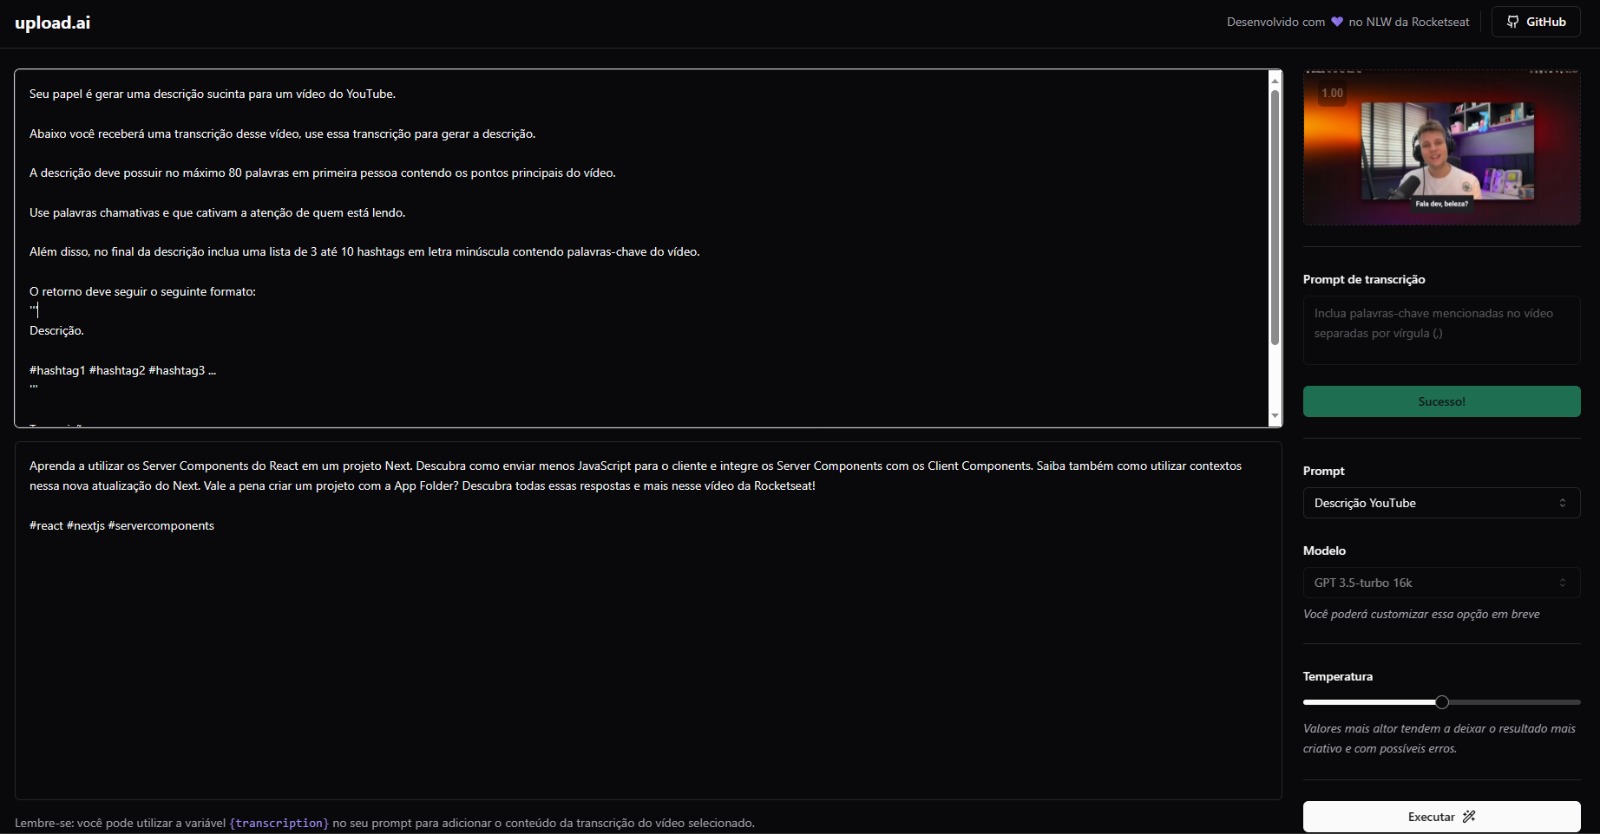 upload.ai
Desenvolvido com 💜 no NLW da Rocketseat
GitHub
Seu papel é gerar uma descrição sucinta para um vídeo do YouTube.
Abaixo você receberá uma transcrição desse vídeo, use essa transcrição para gerar a descrição.
A descrição deve possuir no máximo 80 palavras em primeira pessoa contendo os pontos principais do vídeo.
Use palavras chamativas e que cativam a atenção de quem está lendo.
Além disso, no final da descrição inclua uma lista de 3 até 10 hashtags em letra minúscula contendo palavras-chave do vídeo.
O retorno deve seguir o seguinte formato:
'''
Descrição.
#hashtag1 #hashtag2 #hashtag3 ...
'''
Aprenda a utilizar os Server Components do React em um projeto Next. Descubra como enviar menos JavaScript para o cliente e integre os Server Components com os Client Components. Saiba também como utilizar contextos
nessa nova atualização do Next. Vale a pena criar um projeto com a App Folder? Descubra todas essas respostas e mais nesse vídeo da Rocketseat!
#react #nextjs #servercomponents
Lembre-se: você pode utilizar a variável {transcription} no seu prompt para adicionar o conteúdo da transcrição do vídeo selecionado.
1.00
Fala dev, beleza?
Prompt de transcrição
Inclua palavras-chave mencionadas no vídeo
separadas por vírgula (,)
Sucesso!
Prompt
Descrição YouTube
Modelo
GPT 3.5-turbo 16k
Você poderá customizar essa opção em breve
Temperatura
Valores mais altor tendem a deixar o resultado mais
criativo e com possíveis erros.
Executar